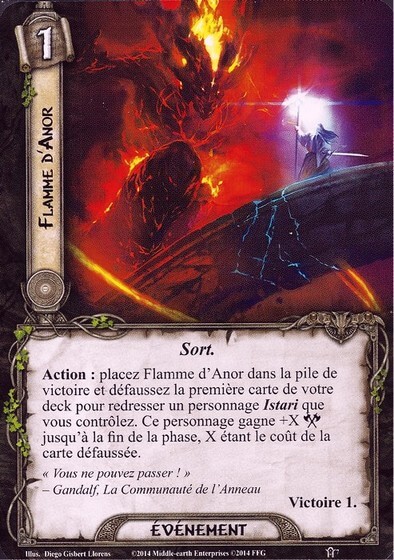 1
FLAMME D'ANOR
Sort.
Action : placez Flamme d'Anor dans la pile de
victoire et défaussez la première carte de votre
deck pour redresser un personnage Istari que
vous contrôlez. Ce personnage gagne +X
jusqu'à la fin de la phase, X étant le coût de la
carte défaussée.
« Vous ne pouvez passer ! »
– Gandalf, La Communauté de l'Anneau
Victoire 1.
ÉVÉNEMENT
Illus. Diego Gisbert Llorens ©2014 Middle-earth Enterprises ©2014 FFG